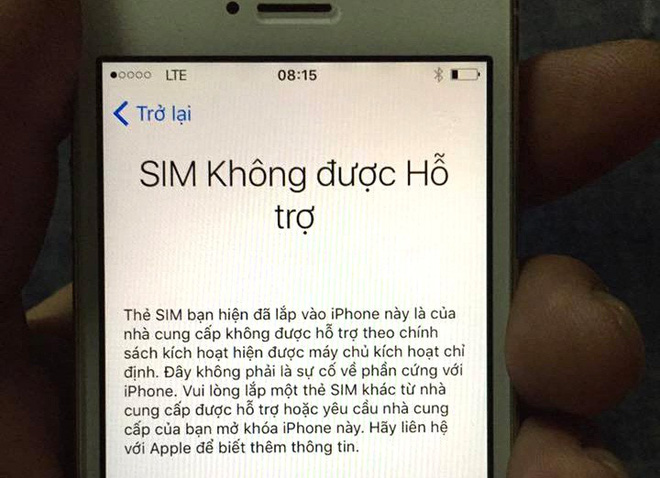 LTE 08:15
Trở lại
SIM Không được Hỗ
trợ
Thẻ SIM bạn hiện đã lắp vào iPhone này là của
nhà cung cấp không được hỗ trợ theo chính
sách kích hoạt hiện được máy chủ kích hoạt chỉ
định. Đây không phải là sự cố về phần cứng với
iPhone. Vui lòng lắp một thẻ SIM khác từ nhà
cung cấp được hỗ trợ hoặc yêu cầu nhà cung
cấp của bạn mở khóa iPhone này. Hãy liên hệ
với Apple để biết thêm thông tin.